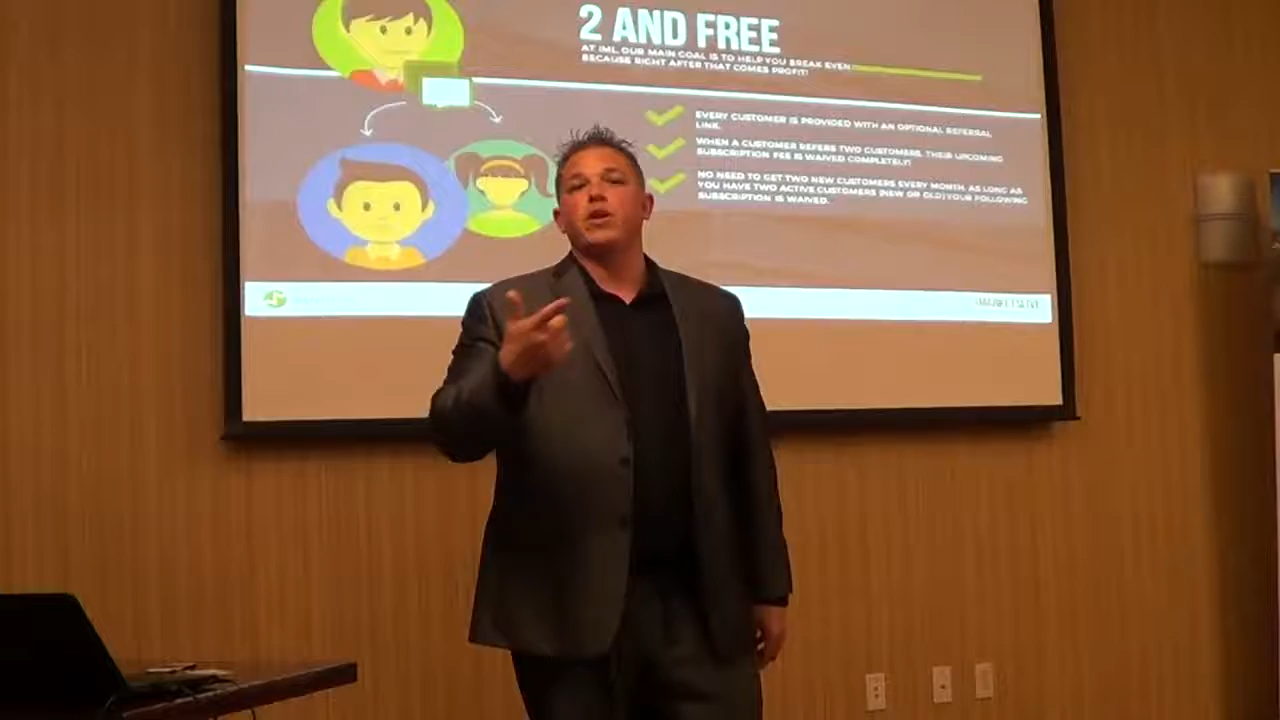 2 AND FREE
AT IML, OUR MAIN GOAL IS TO HELP YOU BREAK EVEN
BECAUSE RIGHT AFTER THAT COMES PROFIT!
EVERY CUSTOMER IS PROVIDED WITH AN OPTIONAL REFERRAL
LINK.
WHEN A CUSTOMER REFERS TWO CUSTOMERS, THEIR UPCOMING
SUBSCRIPTION FEE IS WAIVED COMPLETELY!
NO NEED TO GET TWO NEW CUSTOMERS EVERY MONTH. AS LONG AS
YOU HAVE TWO ACTIVE CUSTOMERS (NEW OR OLD) YOUR FOLLOWING
SUBSCRIPTION IS WAIVED.